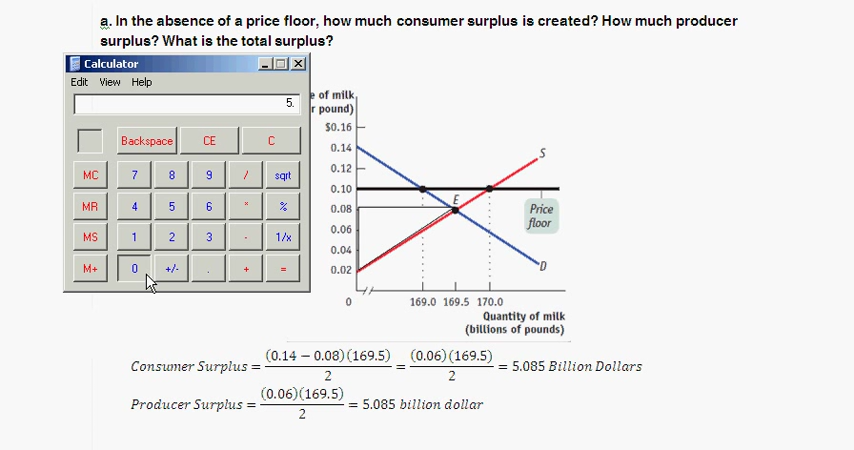 a. In the absence of a price floor, how much consumer surplus is created? How much producer
surplus? What is the total surplus?
Calculator
Edit View Help
5.
Backspace CE C
MC 7 8 9 / sqrt
MR 4 5 6 * %
MS 1 2 3 - 1/x
M+ 0 +/- . + =
e of milk
r pound)
$0.16
0.14
0.12
0.10
0.08
0.06
0.04
0.02
0
S
E
Price
floor
D
169.0 169.5 170.0
Quantity of milk
(billions of pounds)
Consumer Surplus = (0.14 − 0.08)(169.5) / 2 = (0.06)(169.5) / 2 = 5.085 Billion Dollars
Producer Surplus = (0.06)(169.5) / 2 = 5.085 billion dollar